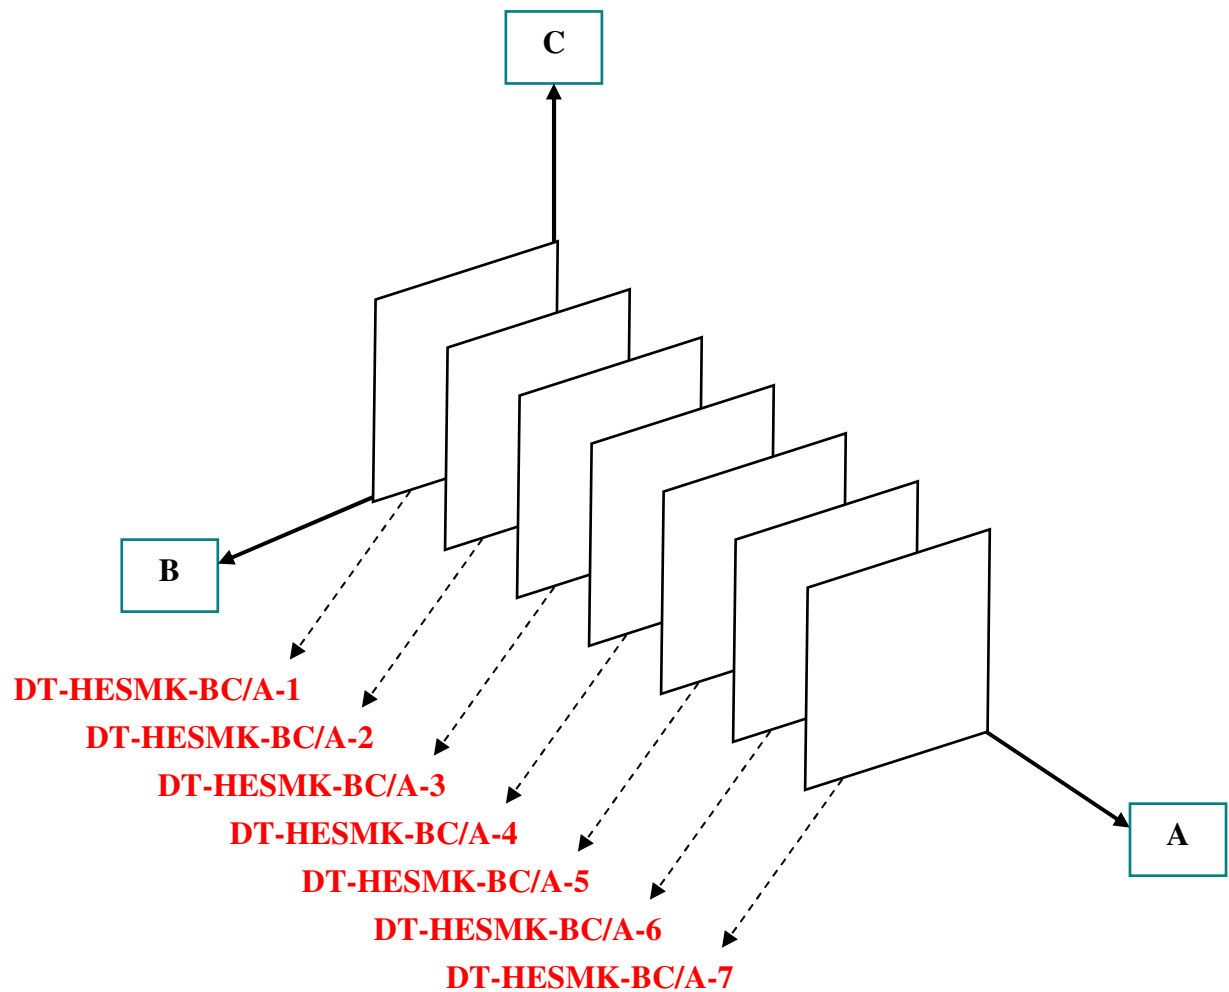 C
B
DT-HESMK-BC/A-1
DT-HESMK-BC/A-2
DT-HESMK-BC/A-3
DT-HESMK-BC/A-4
A
DT-HESMK-BC/A-5
DT-HESMK-BC/A-6
DT-HESMK-BC/A-7